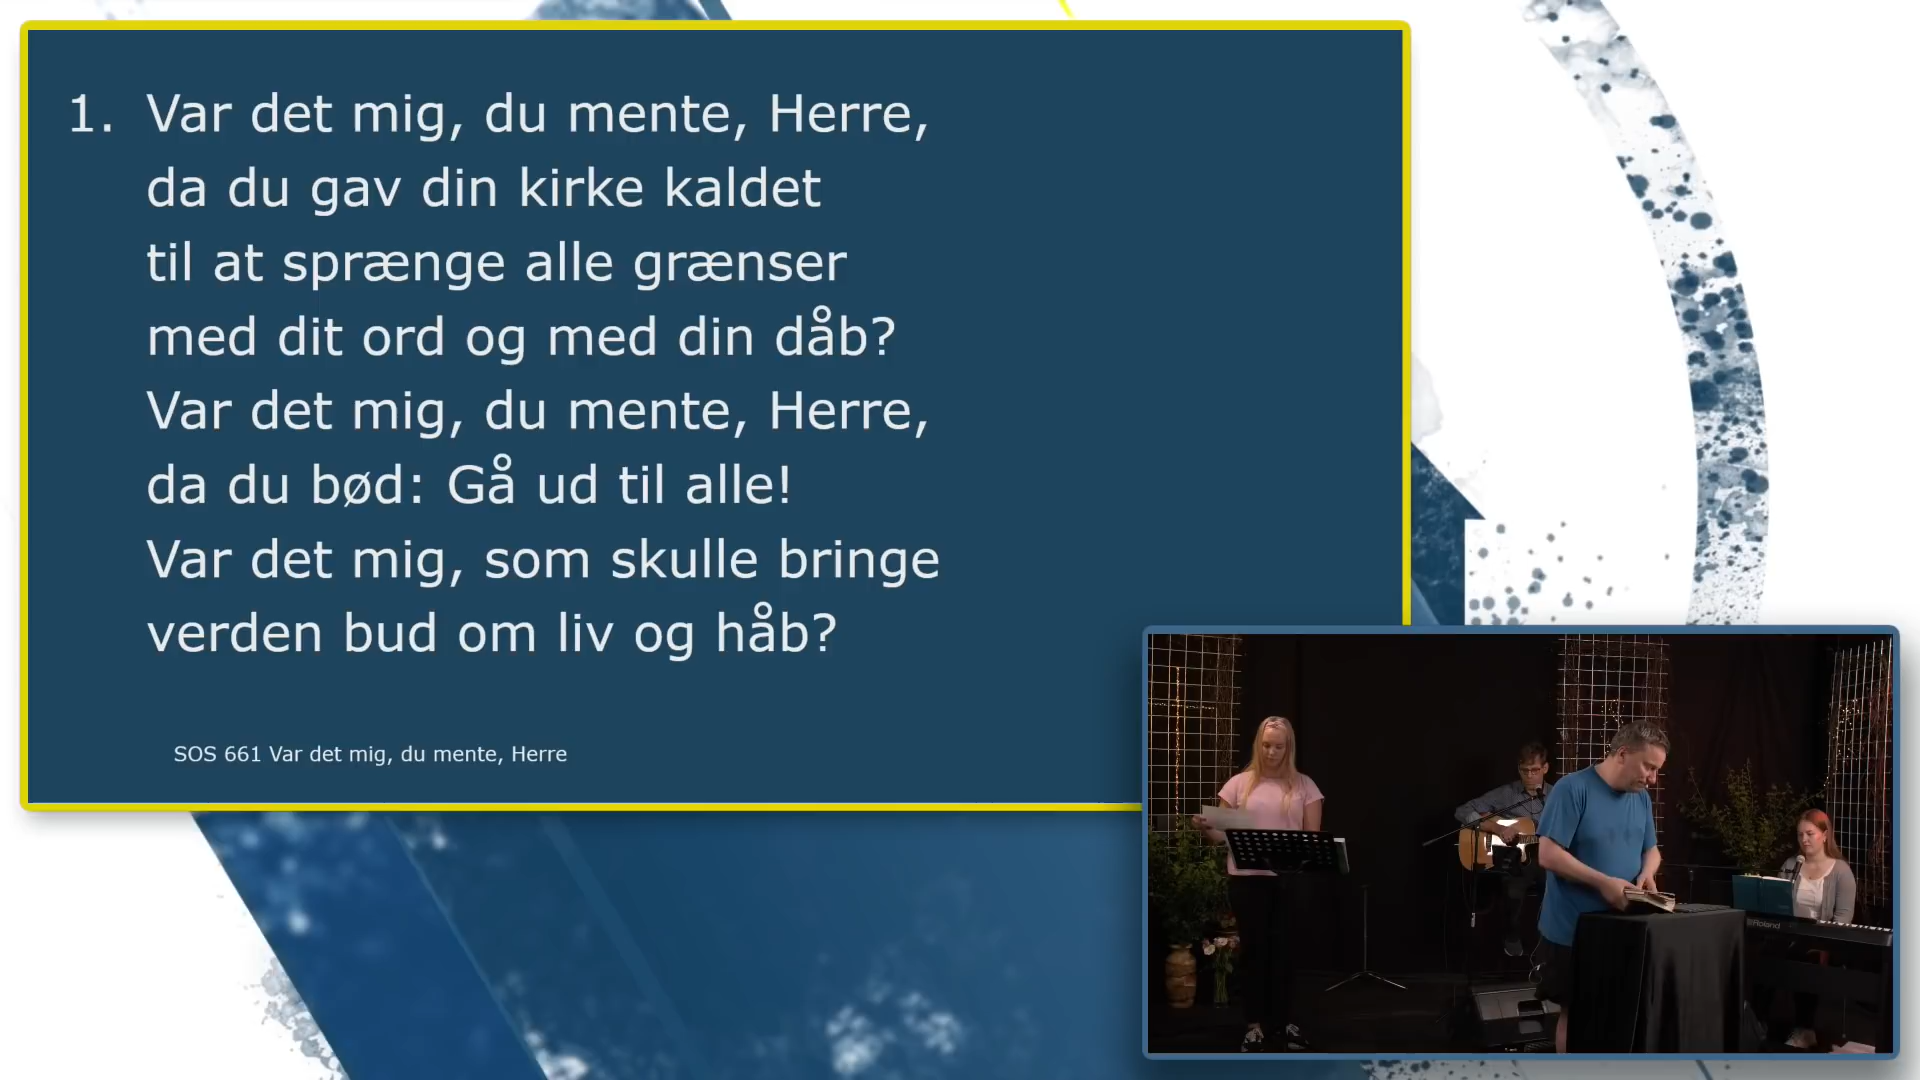 1. Var det mig, du mente, Herre,
da du gav din kirke kaldet
til at sprænge alle grænser
med dit ord og med din dåb?
Var det mig, du mente, Herre,
da du bød: Gå ud til alle!
Var det mig, som skulle bringe
verden bud om liv og håb?
SOS 661 Var det mig, du mente, Herre
Roland